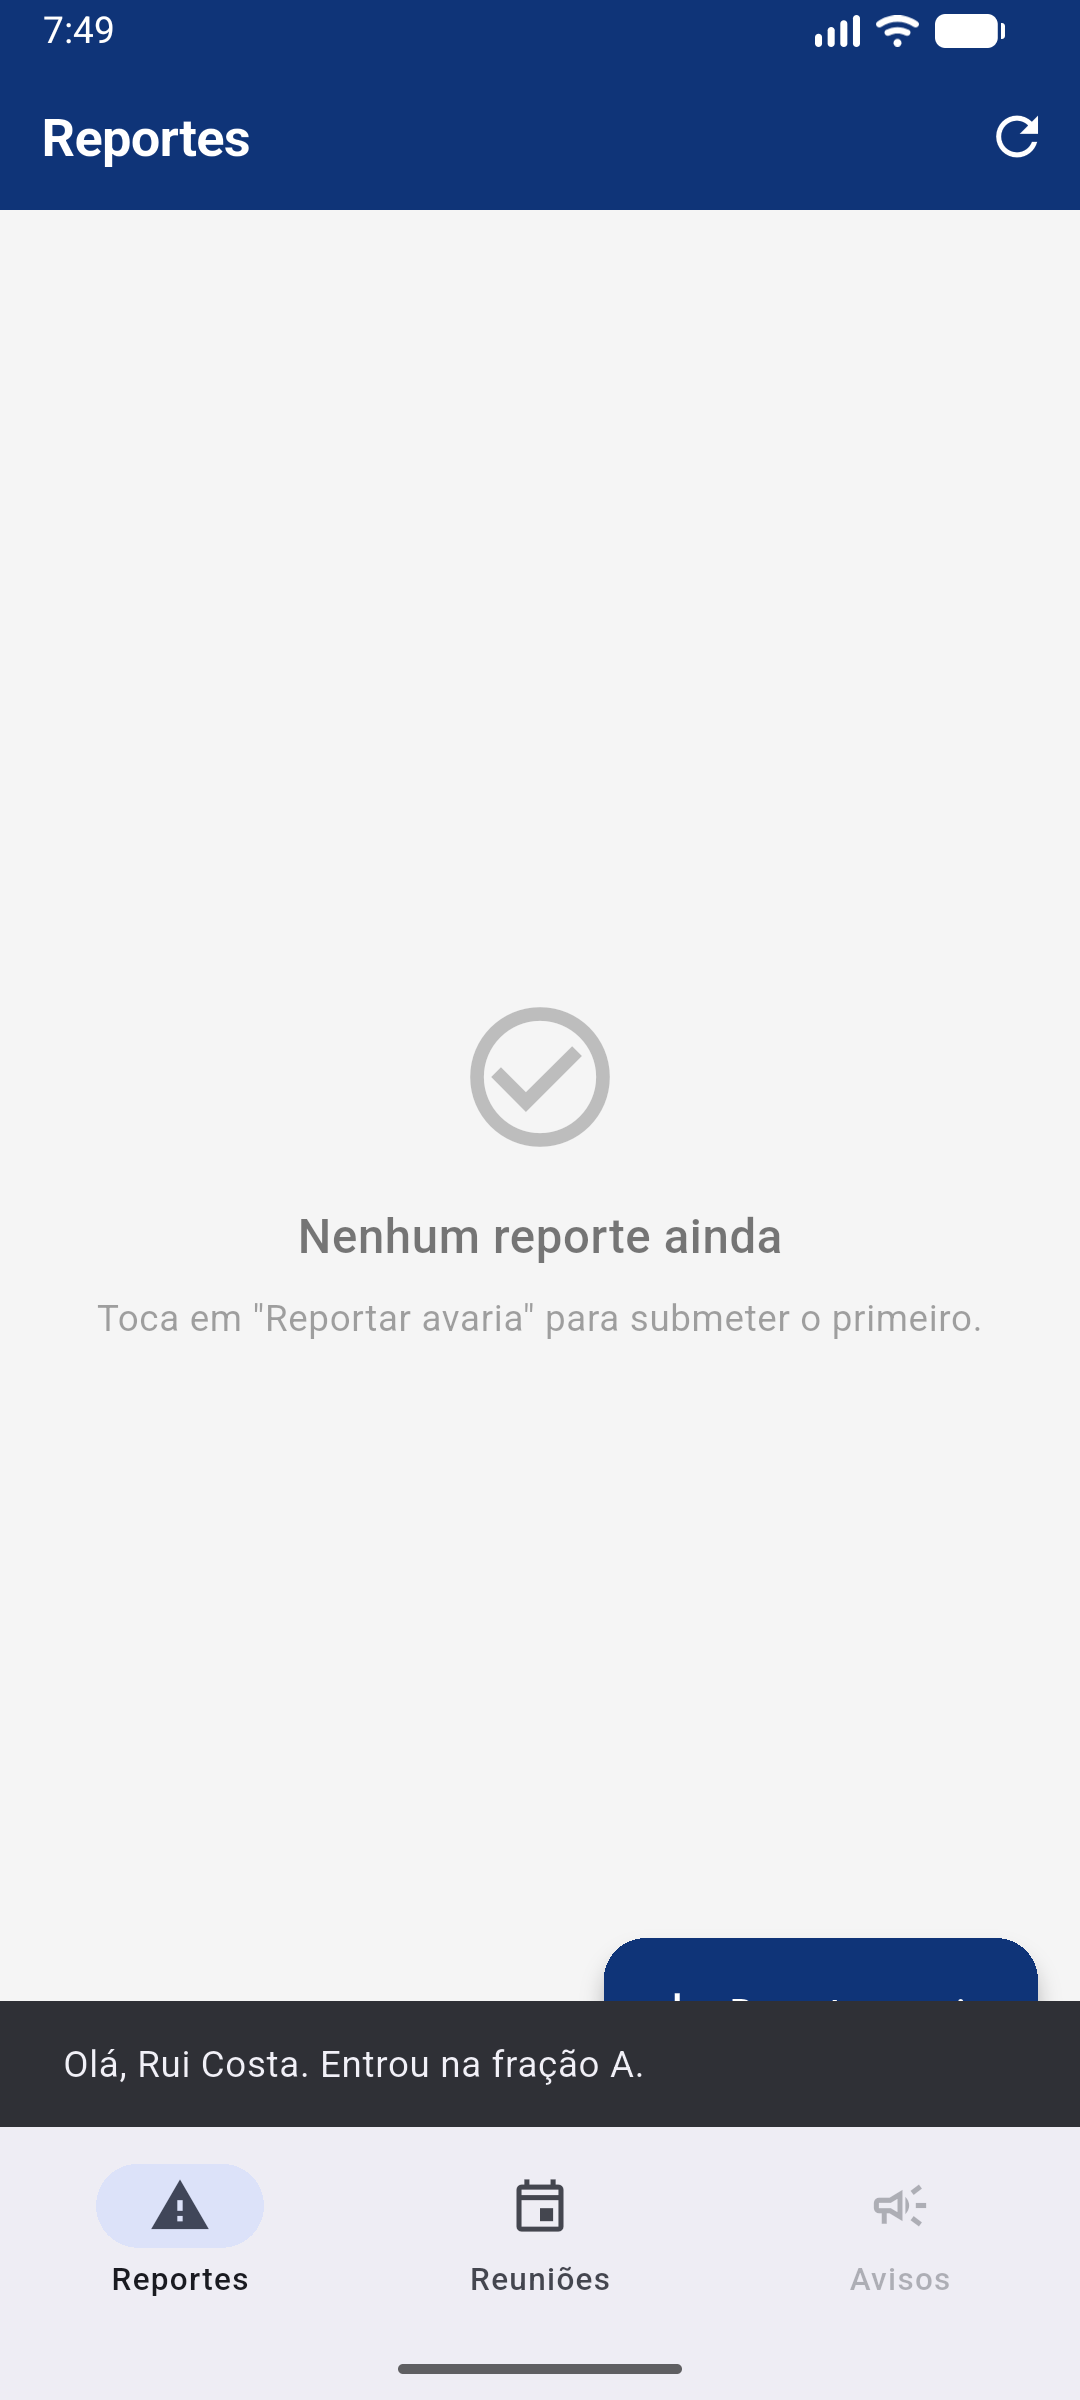 7:49
Reportes
Nenhum reporte ainda
Toca em "Reportar avaria" para submeter o primeiro.
Olá, Rui Costa. Entrou na fração A.
Reportes
Reuniões
Avisos